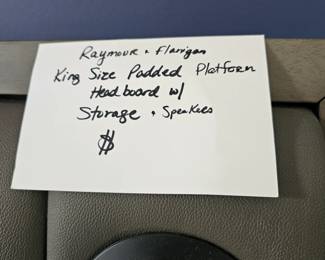 Raymour & Flanigan
King Size Padded Platform
Headboard w/
Storage & Speakers
$